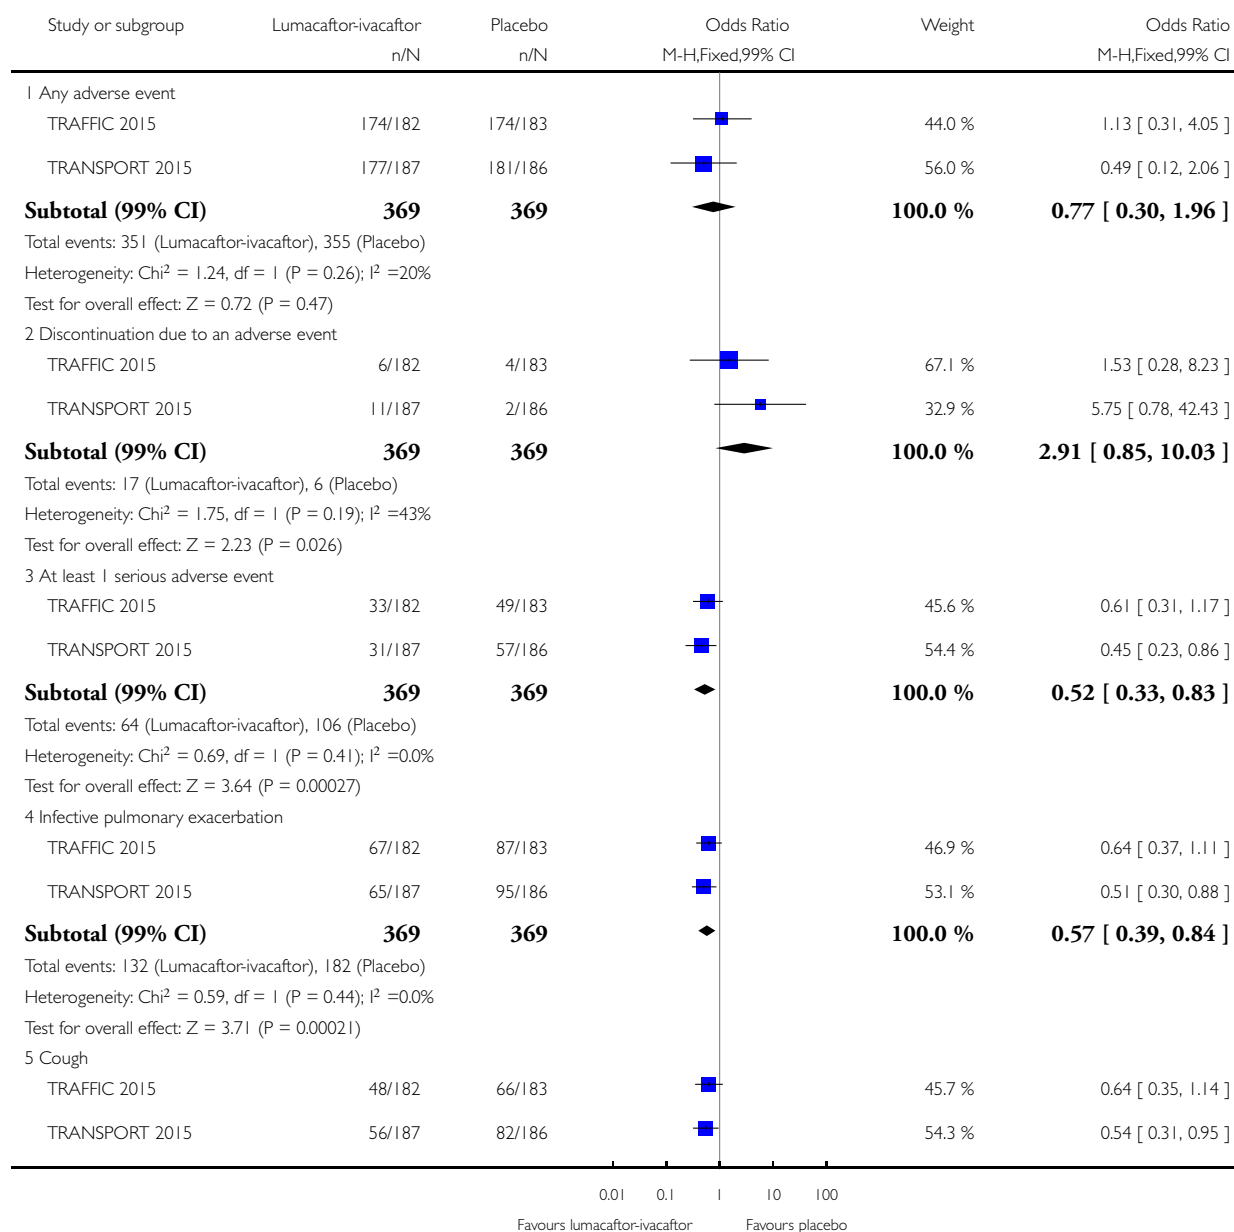 Study or subgroup Lumacaftor-ivacaftor Placebo Odds Ratio Weight Odds Ratio
n/N n/N M-H,Fixed,99% CI M-H,Fixed,99% CI
1 Any adverse event
TRAFFIC 2015 174/182 174/183 44.0 % 1.13 [ 0.31, 4.05 ]
TRANSPORT 2015 177/187 181/186 56.0 % 0.49 [ 0.12, 2.06 ]
Subtotal (99% CI) 369 369 100.0 % 0.77 [ 0.30, 1.96 ]
Total events: 351 (Lumacaftor-ivacaftor), 355 (Placebo)
Heterogeneity: Chi² = 1.24, df = 1 (P = 0.26); I² =20%
Test for overall effect: Z = 0.72 (P = 0.47)
2 Discontinuation due to an adverse event
TRAFFIC 2015 6/182 4/183 67.1 % 1.53 [ 0.28, 8.23 ]
TRANSPORT 2015 11/187 2/186 32.9 % 5.75 [ 0.78, 42.43 ]
Subtotal (99% CI) 369 369 100.0 % 2.91 [ 0.85, 10.03 ]
Total events: 17 (Lumacaftor-ivacaftor), 6 (Placebo)
Heterogeneity: Chi² = 1.75, df = 1 (P = 0.19); I² =43%
Test for overall effect: Z = 2.23 (P = 0.026)
3 At least 1 serious adverse event
TRAFFIC 2015 33/182 49/183 45.6 % 0.61 [ 0.31, 1.17 ]
TRANSPORT 2015 31/187 57/186 54.4 % 0.45 [ 0.23, 0.86 ]
Subtotal (99% CI) 369 369 100.0 % 0.52 [ 0.33, 0.83 ]
Total events: 64 (Lumacaftor-ivacaftor), 106 (Placebo)
Heterogeneity: Chi² = 0.69, df = 1 (P = 0.41); I² =0.0%
Test for overall effect: Z = 3.64 (P = 0.00027)
4 Infective pulmonary exacerbation
TRAFFIC 2015 67/182 87/183 46.9 % 0.64 [ 0.37, 1.11 ]
TRANSPORT 2015 65/187 95/186 53.1 % 0.51 [ 0.30, 0.88 ]
Subtotal (99% CI) 369 369 100.0 % 0.57 [ 0.39, 0.84 ]
Total events: 132 (Lumacaftor-ivacaftor), 182 (Placebo)
Heterogeneity: Chi² = 0.59, df = 1 (P = 0.44); I² =0.0%
Test for overall effect: Z = 3.71 (P = 0.00021)
5 Cough
TRAFFIC 2015 48/182 66/183 45.7 % 0.64 [ 0.35, 1.14 ]
TRANSPORT 2015 56/187 82/186 54.3 % 0.54 [ 0.31, 0.95 ]
0.01 0.1 1 10 100
Favours lumacaftor-ivacaftor Favours placebo